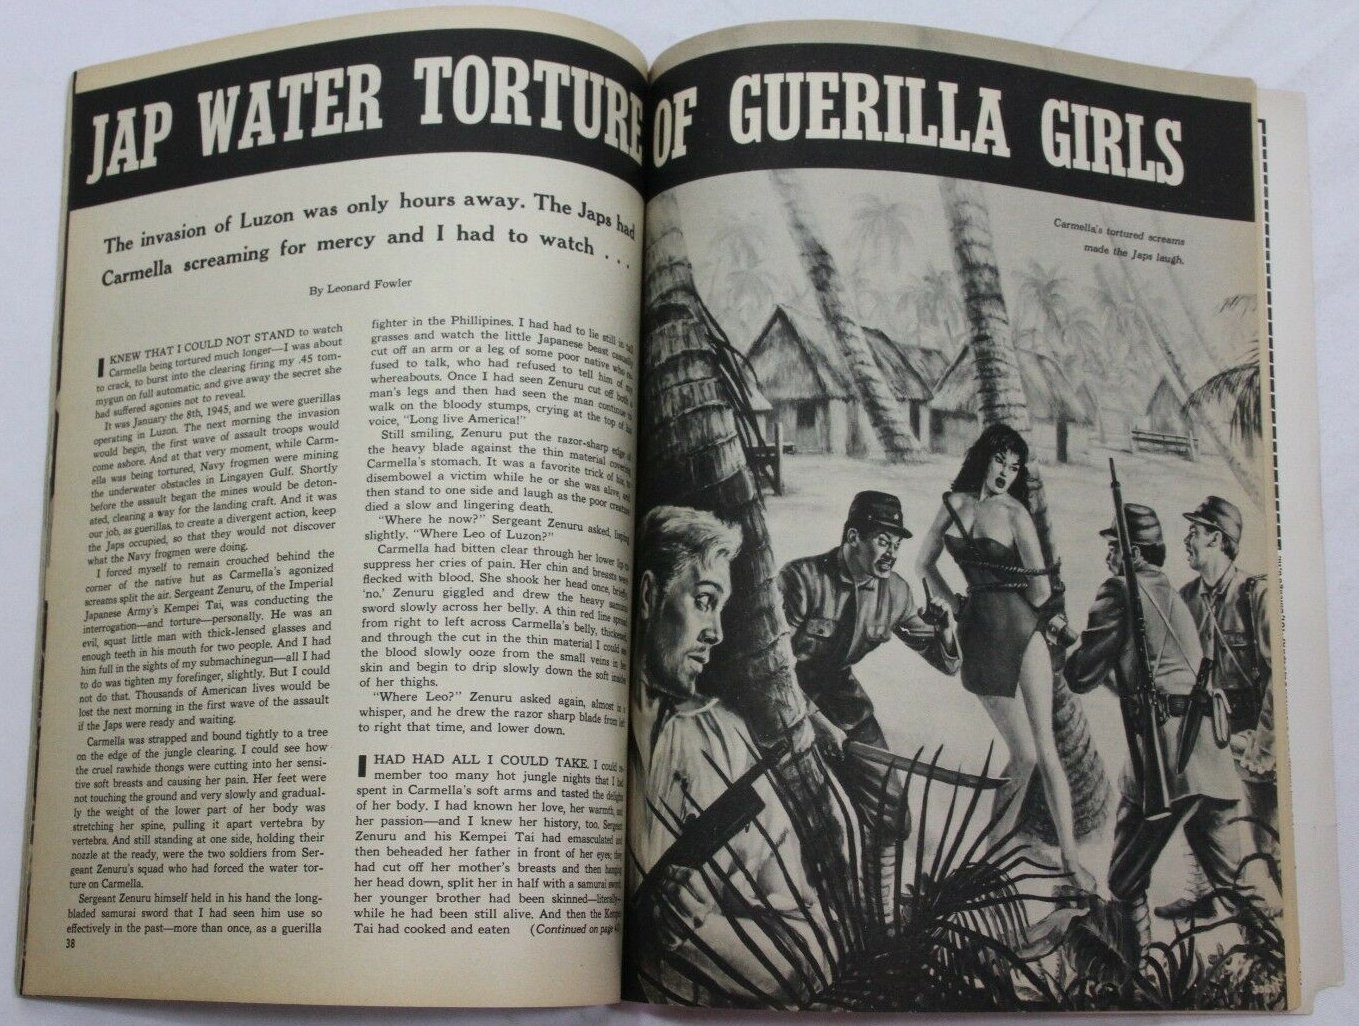 JAP WATER TORTURE OF GUERILLA GIRLS
The invasion of Luzon was only hours away. The Japs had
Carmella screaming for mercy and I had to watch . . .
By Leonard Fowler
I KNEW THAT I COULD NOT STAND to watch
Carmella being tortured much longer—I was about
to crack, to burst into the clearing firing my .45 tom-
mygun on full automatic, and give away the secret she
had suffered agonies not to reveal.
It was January 8th, 1945, and we were guerillas
operating in Luzon. The next morning the invasion
would begin, the first wave of assault troops would
come ashore. And at that very moment, while Carm-
ella was being tortured, Navy frogmen were mining
the underwater obstacles in Lingayen Gulf. Shortly
before the assault began the mines would be deton-
ated, clearing a way for the landing craft. And it was
our job, as guerillas, to create a divergent action, keep
the Japs occupied, so that they would not discover
what the Navy frogmen were doing.
I forced myself to remain crouched behind the
corner of the native hut as Carmella's agonized
screams split the air. Sergeant Zenuru, of the Imperial
Japanese Army's Kempei Tai, was conducting the
interrogation—and torture—personally. He was an
evil, squat little man with thick-lensed glasses and
enough teeth in his mouth for two people. And I had
him full in the sights of my submachinegun—all I had
to do was tighten my forefinger, slightly. But I could
not do that. Thousands of American lives would be
lost the next morning in the first wave of the assault
if the Japs were ready and waiting.
Carmella was strapped and bound tightly to a tree
on the edge of the jungle clearing. I could see how
the cruel rawhide thongs were cutting into her sensi-
tive soft breasts and causing her pain. Her feet were
not touching the ground and very slowly and gradual-
ly the weight of the lower part of her body was
stretching her spine, pulling it apart vertebra by
vertebra. And still standing at one side, holding their
nozzle at the ready, were the two soldiers from Ser-
geant Zenuru's squad who had forced the water tor-
ture on Carmella.
Sergeant Zenuru himself held in his hand the long-
bladed samurai sword that I had seen him use so
effectively in the past—more than once, as a guerilla
38
fighter in the Phillipines. I had had to lie still in
grasses and watch the little Japanese beast
cut off an arm or a leg of some poor native who
fused to talk, who had refused to tell him of
whereabouts. Once I had seen Zenuru cut off both
man's legs and then had seen the man continue to
walk on the bloody stumps, crying at the top of
voice, "Long live America!"
Still smiling, Zenuru put the razor-sharp edge of
the heavy blade against the thin material covering
Carmella's stomach. It was a favorite trick of his to
disembowel a victim while he or she was alive, and
then stand to one side and laugh as the poor creature
died a slow and lingering death.
"Where he now?" Sergeant Zenuru asked, lisping
slightly. "Where Leo of Luzon?"
Carmella had bitten clear through her lower lip to
suppress her cries of pain. Her chin and breasts were
flecked with blood. She shook her head once, briefly
'no.' Zenuru giggled and drew the heavy samurai
sword slowly across her belly. A thin red line spread
from right to left across Carmella's belly, thickened,
and through the cut in the thin material I could see
the blood slowly ooze from the small veins in her
skin and begin to drip slowly down the soft insides
of her thighs.
"Where Leo?" Zenuru asked again, almost in a
whisper, and he drew the razor sharp blade from left
to right that time, and lower down.
I HAD HAD ALL I COULD TAKE. I could re-
member too many hot jungle nights that I had
spent in Carmella's soft arms and tasted the delights
of her body. I had known her love, her warmth, and
her passion—and I knew her history, too. Sergeant
Zenuru and his Kempei Tai had emasculated and
then beheaded her father in front of her eyes; they
had cut off her mother's breasts and then hanging
her head down, split her in half with a samurai sword;
her younger brother had been skinned—literally—
while he had been still alive. And then the Kempei
Tai had cooked and eaten (Continued on page
Carmella's tortured screams
made the Japs laugh.